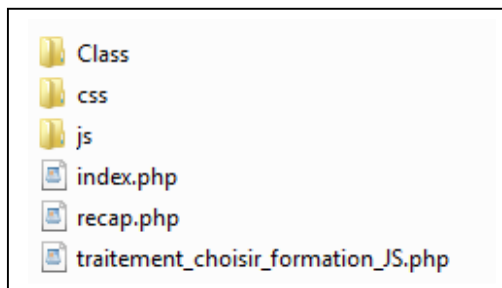 Class
css
js
index.php
recap.php
traitement_choisir_formation_JS.php